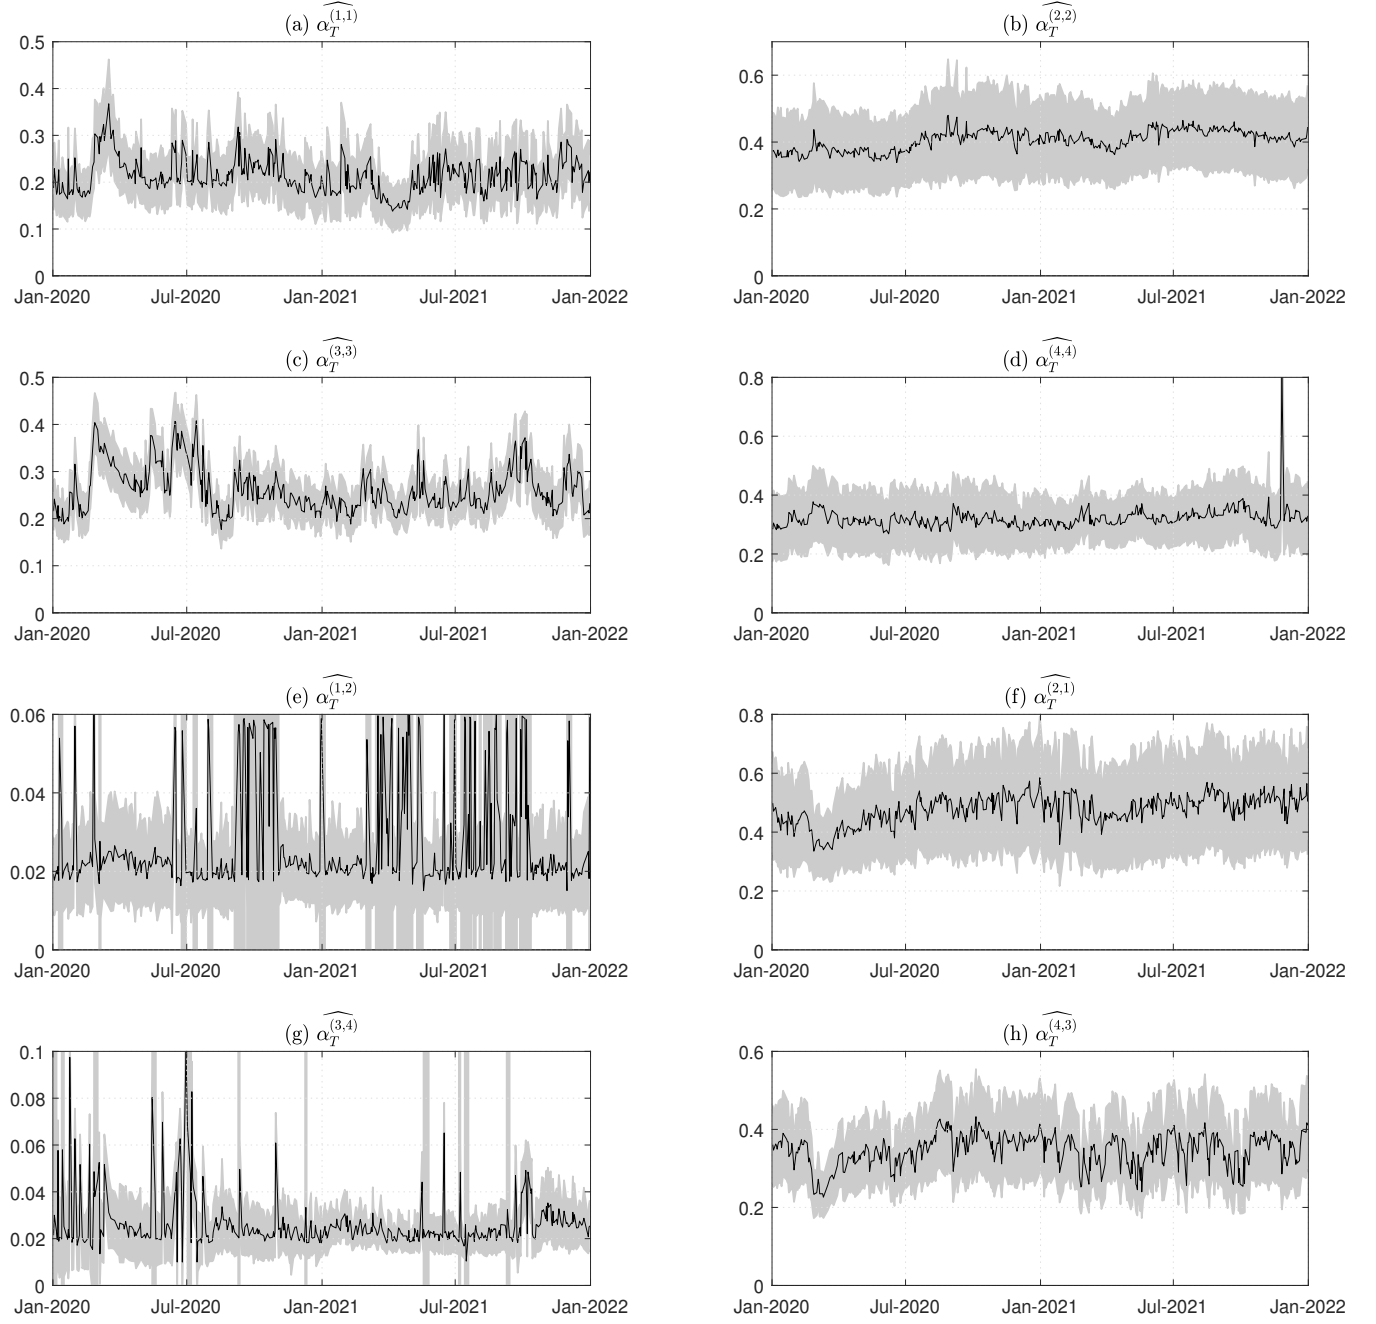 (a) $\widehat{\alpha_T^{(1,1)}}$
0.5
0.4
0.3
0.2
0.1
0
Jan-2020 Jul-2020 Jan-2021 Jul-2021 Jan-2022
(b) $\widehat{\alpha_T^{(2,2)}}$
0.6
0.4
0.2
0
Jan-2020 Jul-2020 Jan-2021 Jul-2021 Jan-2022
(c) $\widehat{\alpha_T^{(3,3)}}$
0.5
0.4
0.3
0.2
0.1
0
Jan-2020 Jul-2020 Jan-2021 Jul-2021 Jan-2022
(d) $\widehat{\alpha_T^{(4,4)}}$
0.8
0.6
0.4
0.2
0
Jan-2020 Jul-2020 Jan-2021 Jul-2021 Jan-2022
(e) $\widehat{\alpha_T^{(1,2)}}$
0.06
0.04
0.02
0
Jan-2020 Jul-2020 Jan-2021 Jul-2021 Jan-2022
(f) $\widehat{\alpha_T^{(2,1)}}$
0.8
0.6
0.4
0.2
0
Jan-2020 Jul-2020 Jan-2021 Jul-2021 Jan-2022
(g) $\widehat{\alpha_T^{(3,4)}}$
0.1
0.08
0.06
0.04
0.02
0
Jan-2020 Jul-2020 Jan-2021 Jul-2021 Jan-2022
(h) $\widehat{\alpha_T^{(4,3)}}$
0.6
0.4
0.2
0
Jan-2020 Jul-2020 Jan-2021 Jul-2021 Jan-2022